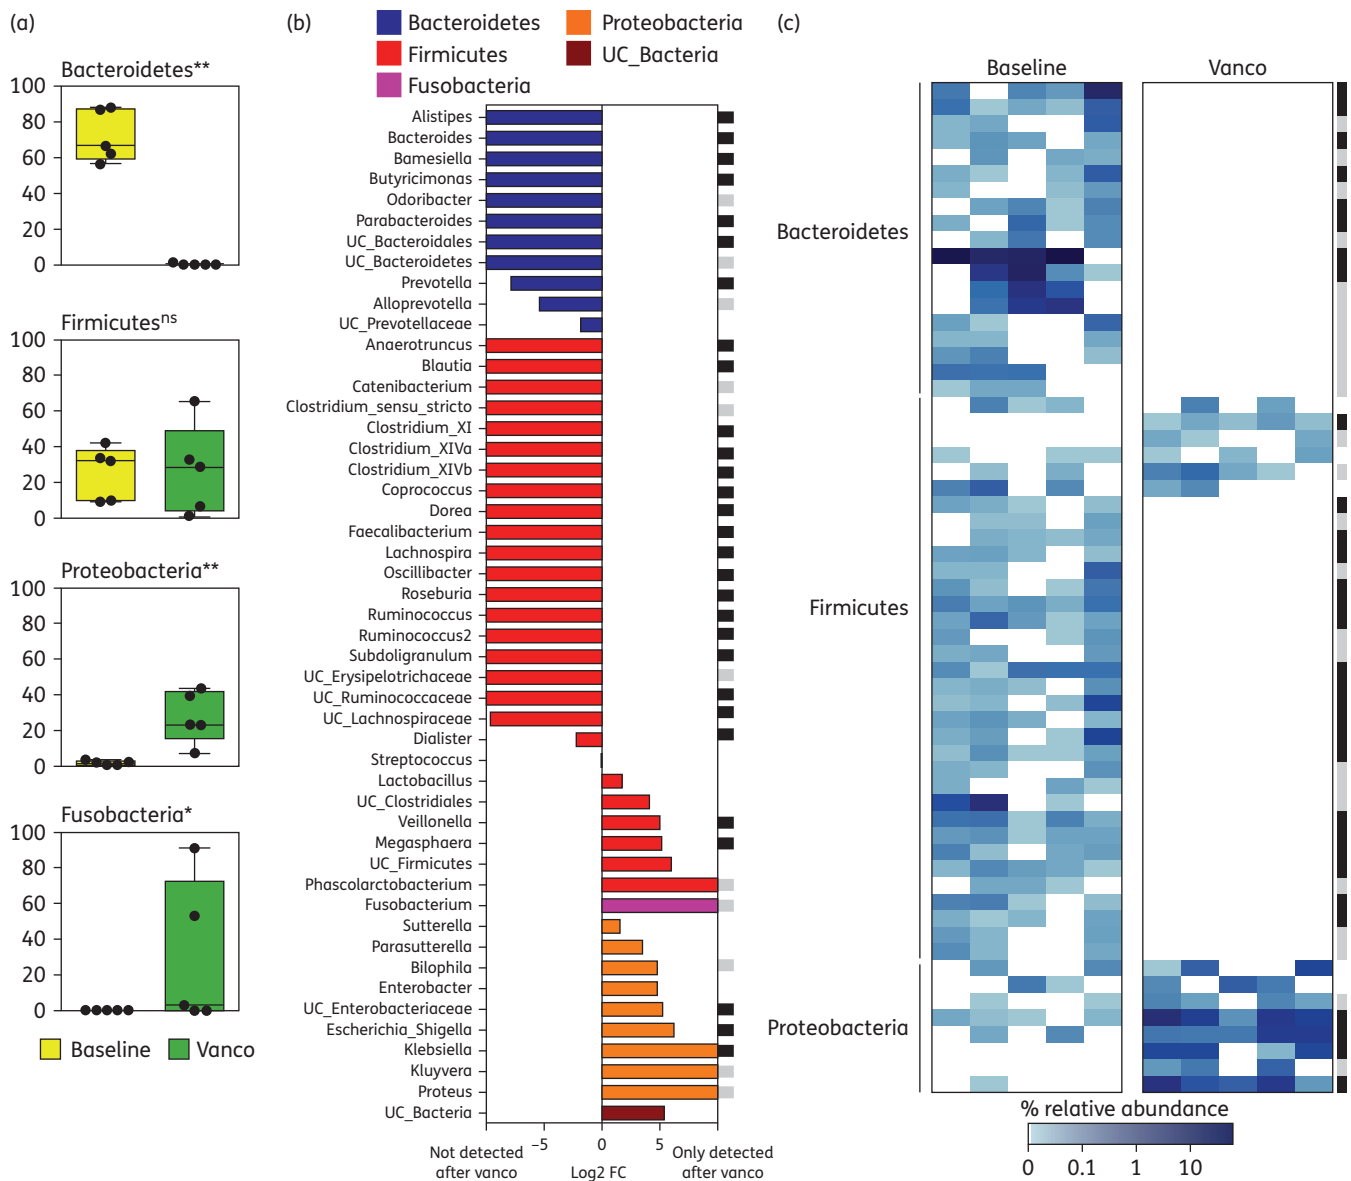 (a)
Bacteroidetes**
100
80
60
40
20
0
Firmicutesns
100
80
60
40
20
0
Proteobacteria**
100
80
60
40
20
0
Fusobacteria*
100
80
60
40
20
0
Baseline
Vanco
(b)
Bacteroidetes
Proteobacteria
Firmicutes
UC_Bacteria
Fusobacteria
Alistipes
Bacteroides
Bamesiella
Butyricimonas
Odoribacter
Parabacteroides
UC_Bacteroidales
UC_Bacteroidetes
Prevotella
Alloprevotella
UC_Prevotellaceae
Anaerotruncus
Blautia
Catenibacterium
Clostridium_sensu_stricto
Clostridium_XI
Clostridium_XIVa
Clostridium_XIVb
Coprococcus
Dorea
Faecalibacterium
Lachnospira
Oscillibacter
Roseburia
Ruminococcus
Ruminococcus2
Subdoligranulum
UC_Erysipelotrichaceae
UC_Ruminococcaceae
UC_Lachnospiraceae
Dialister
Streptococcus
Lactobacillus
UC_Clostridiales
Veillonella
Megasphaera
UC_Firmicutes
Phascolarctobacterium
Fusobacterium
Sutterella
Parasutterella
Bilophila
Enterobacter
UC_Enterobacteriaceae
Escherichia_Shigella
Klebsiella
Kluyvera
Proteus
UC_Bacteria
Not detected
after vanco
−5
0
5
Log2 FC
Only detected
after vanco
(c)
Baseline
Vanco
Bacteroidetes
Firmicutes
Proteobacteria
% relative abundance
0
0.1
1
10